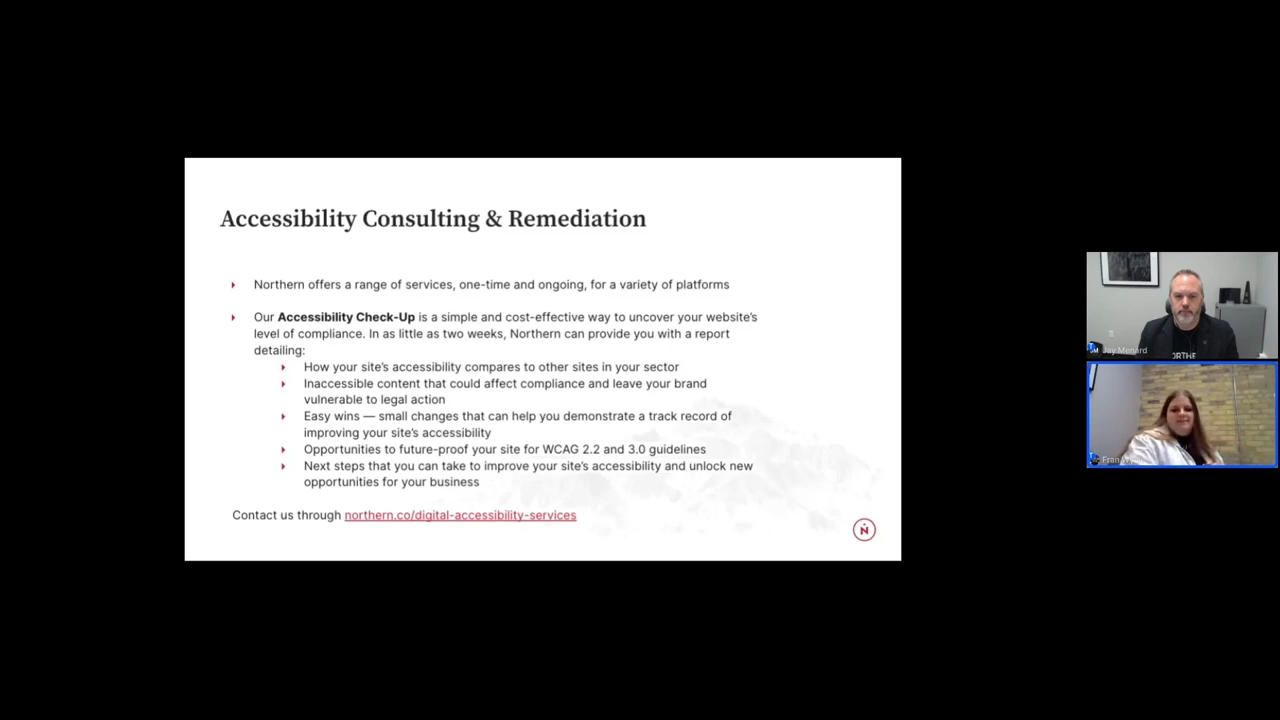 Accessibility Consulting & Remediation
Northern offers a range of services, one-time and ongoing, for a variety of platforms
Our Accessibility Check-Up is a simple and cost-effective way to uncover your website's
level of compliance. In as little as two weeks, Northern can provide you with a report
detailing:
How your site's accessibility compares to other sites in your sector
Inaccessible content that could affect compliance and leave your brand
vulnerable to legal action
Easy wins — small changes that can help you demonstrate a track record of
improving your site's accessibility
Opportunities to future-proof your site for WCAG 2.2 and 3.0 guidelines
Next steps that you can take to improve your site's accessibility and unlock new
opportunities for your business
Contact us through northern.co/digital-accessibility-services
N
Jay Menard
Fran